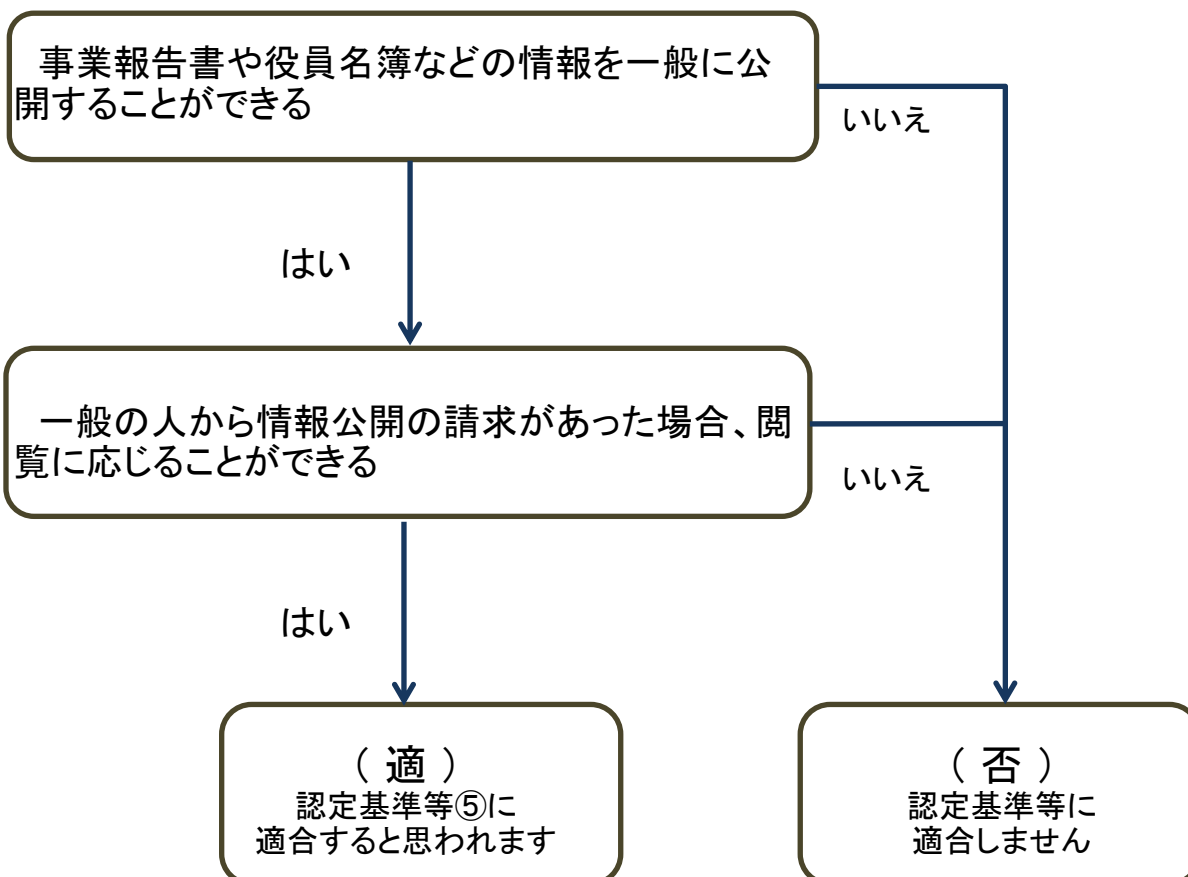 事業報告書や役員名簿などの情報を一般に公
開することができる
いいえ
はい
一般の人から情報公開の請求があった場合、閲
覧に応じることができる
いいえ
はい
（ 適 ）
認定基準等⑤に
適合すると思われます
（ 否 ）
認定基準等に
適合しません